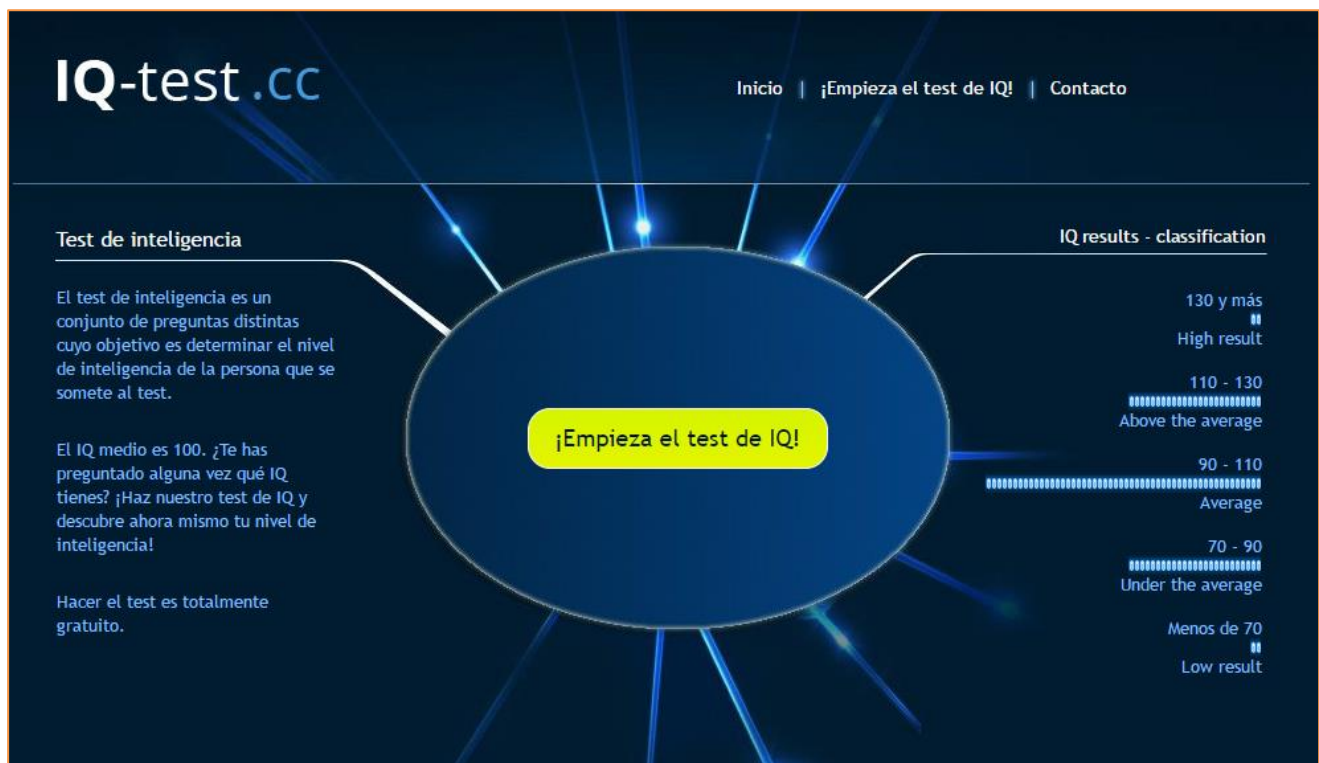 IQ-test .cc
Inicio | ¡Empieza el test de IQ! | Contacto
Test de inteligencia
El test de inteligencia es un
conjunto de preguntas distintas
cuyo objetivo es determinar el nivel
de inteligencia de la persona que se
somete al test.
El IQ medio es 100. ¿Te has
preguntado alguna vez qué IQ
tienes? ¡Haz nuestro test de IQ y
descubre ahora mismo tu nivel de
inteligencia!
Hacer el test es totalmente
gratuito.
¡Empieza el test de IQ!
IQ results - classification
130 y más
High result
110 - 130
Above the average
90 - 110
Average
70 - 90
Under the average
Menos de 70
Low result